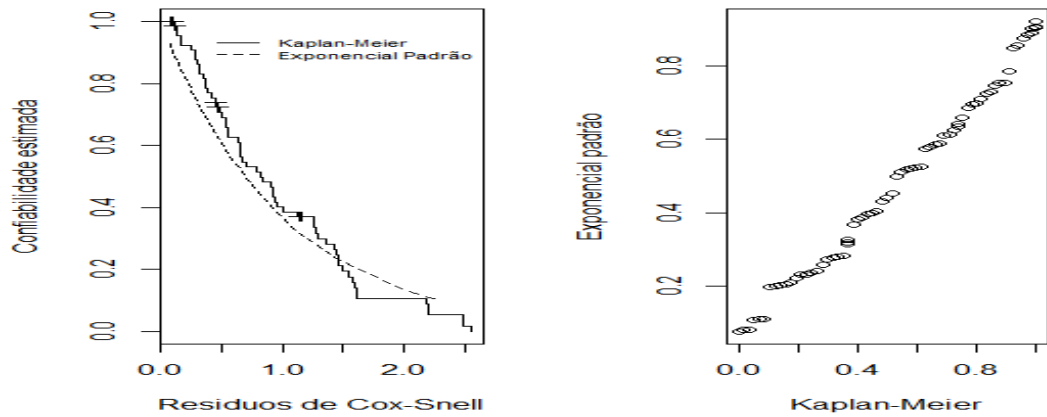 Confiabilidade estimada
1.0
0.8
0.6
0.4
0.2
0.0
Kaplan-Meier
Exponencial Padrão
0.0 1.0 2.0
Residuos de Cox-Snell
Exponencial padrão
0.8
0.6
0.4
0.2
0.0 0.4 0.8
Kaplan-Meier